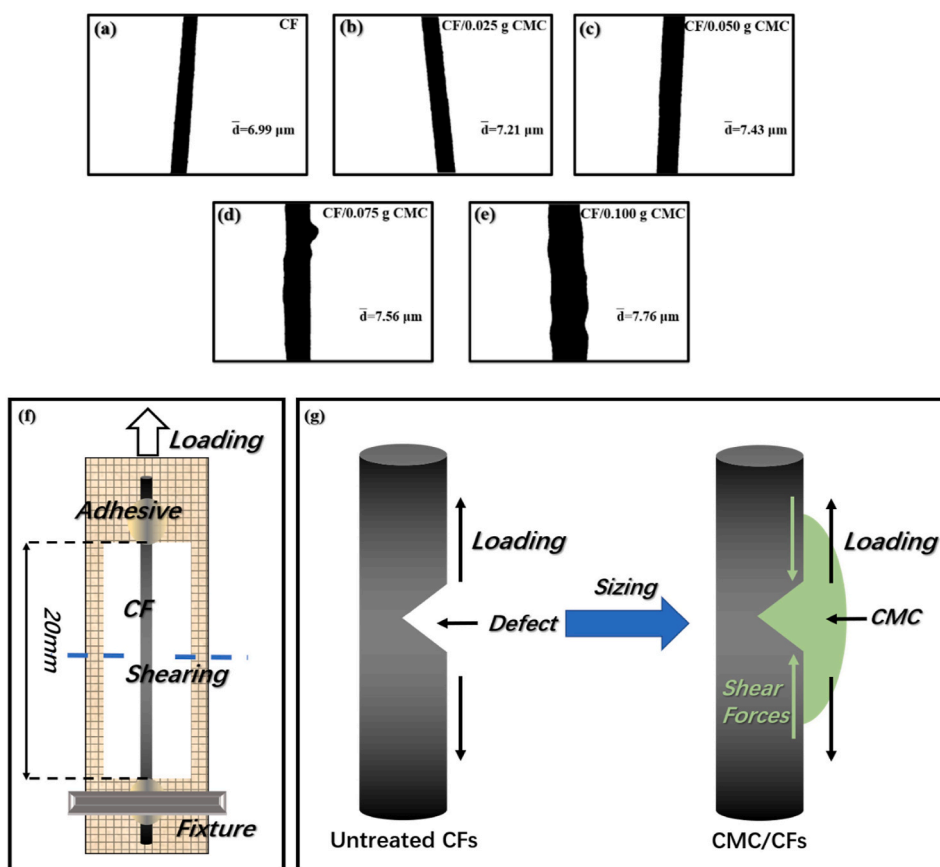 (a)
CF
d̅=6.99 μm
(b)
CF/0.025 g CMC
d̅=7.21 μm
(c)
CF/0.050 g CMC
d̅=7.43 μm
(d)
CF/0.075 g CMC
d̅=7.56 μm
(e)
CF/0.100 g CMC
d̅=7.76 μm
(f)
Loading
Adhesive
CF
20mm
Shearing
Fixture
(g)
Loading
Defect
Untreated CFs
Sizing
Loading
CMC
Shear
Forces
CMC/CFs